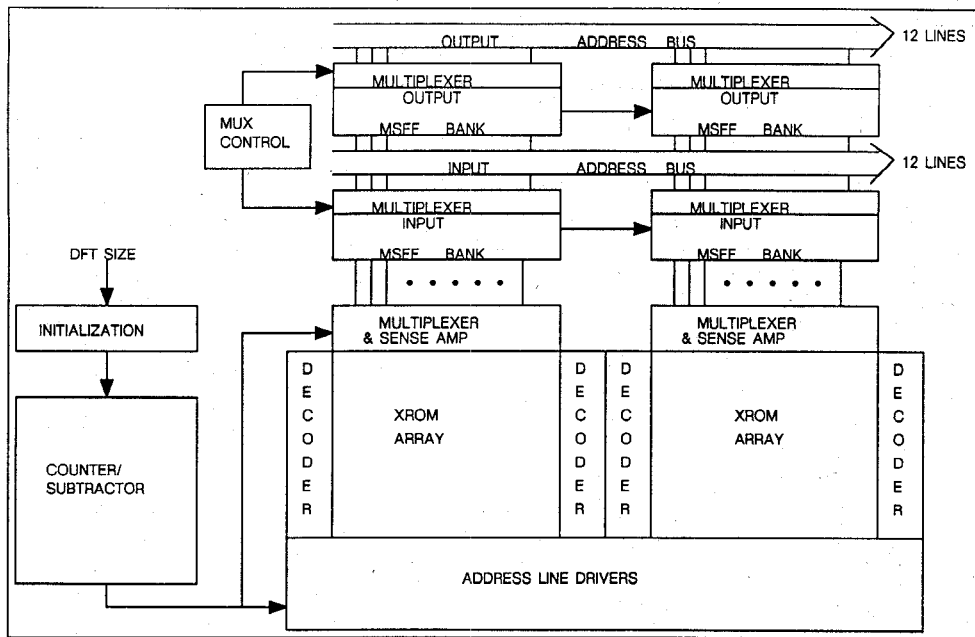 OUTPUT ADDRESS BUS
12 LINES
MULTIPLEXER
OUTPUT
MSFF BANK
MULTIPLEXER
OUTPUT
MSFF BANK
MUX
CONTROL
INPUT ADDRESS BUS
12 LINES
MULTIPLEXER
INPUT
MSFF BANK
MULTIPLEXER
INPUT
MSFF BANK
DFT SIZE
INITIALIZATION
MULTIPLEXER
& SENSE AMP
MULTIPLEXER
& SENSE AMP
COUNTER/
SUBTRACTOR
DECODER
XROM
ARRAY
DECODER
DECODER
XROM
ARRAY
DECODER
ADDRESS LINE DRIVERS